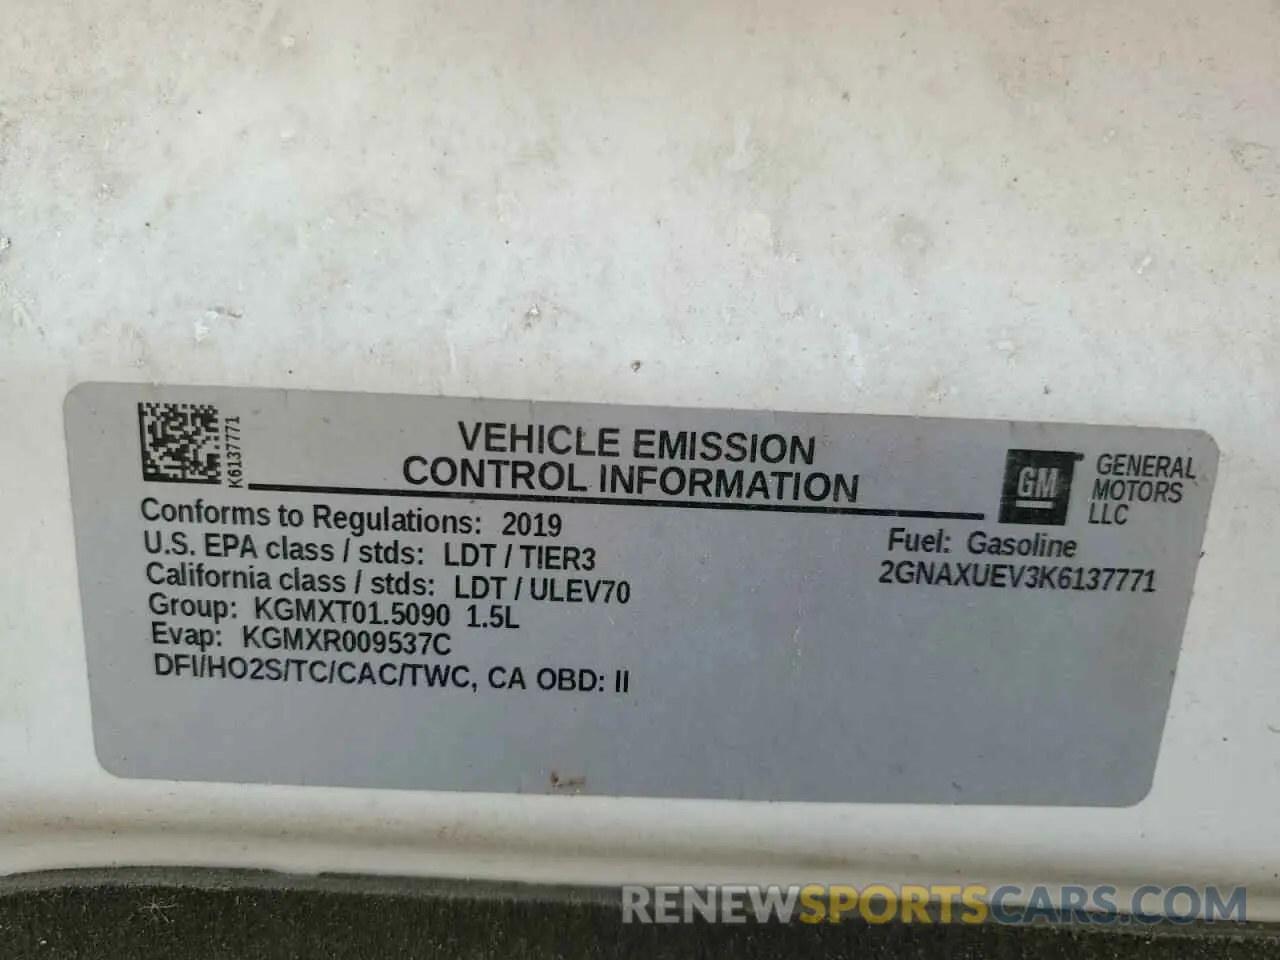 K6137771
VEHICLE EMISSION
CONTROL INFORMATION
GM
GENERAL
MOTORS
LLC
Conforms to Regulations: 2019
U.S. EPA class / stds: LDT / TIER3
California class / stds: LDT / ULEV70
Group: KGMXT01.5090 1.5L
Evap: KGMXR009537C
DFI/HO2S/TC/CAC/TWC, CA OBD: II
Fuel: Gasoline
2GNAXUEV3K6137771
RENEWSPORTSCARS.COM